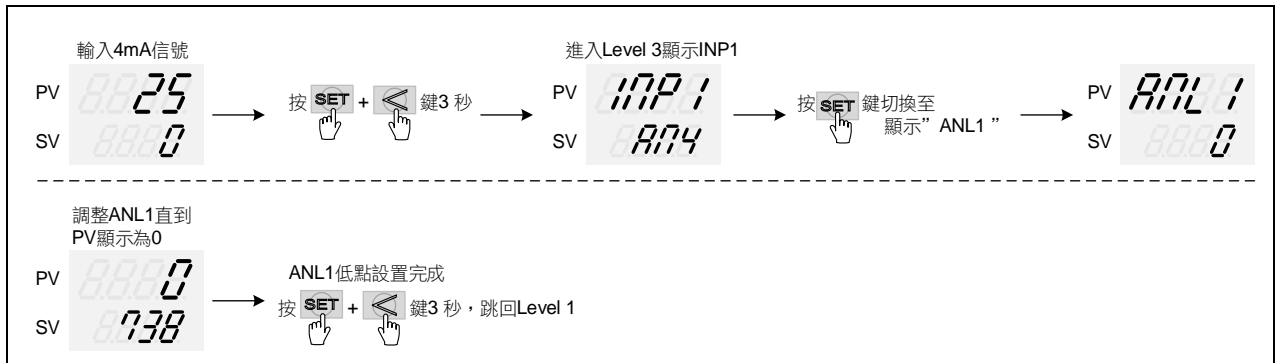 輸入4mA信號
PV 25
SV 0
按 SET + < 鍵3 秒
進入Level 3顯示INP1
PV INP1
SV AN4
按 SET 鍵切換至
顯示” ANL1 ”
PV ANL1
SV 0
調整ANL1直到
PV顯示為0
PV 0
SV 738
ANL1低點設置完成
按 SET + < 鍵3 秒，跳回Level 1